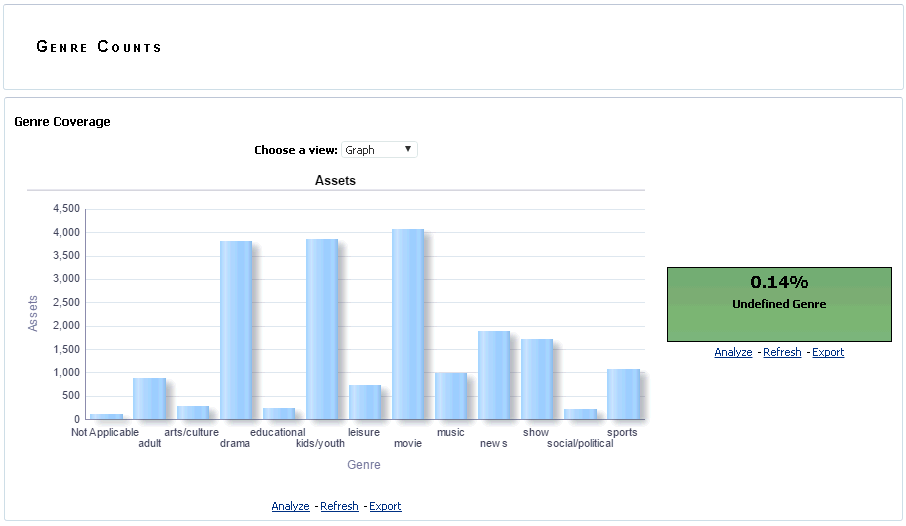 Genre Counts
Genre Coverage
Choose a view: Graph
Assets
4,500
4,000
3,500
3,000
2,500
2,000
1,500
1,000
500
0
Assets
Not Applicable arts/culture educational leisure music show sports
adult drama kids/youth movie news social/political
Genre
Analyze - Refresh - Export
0.14%
Undefined Genre
Analyze - Refresh - Export